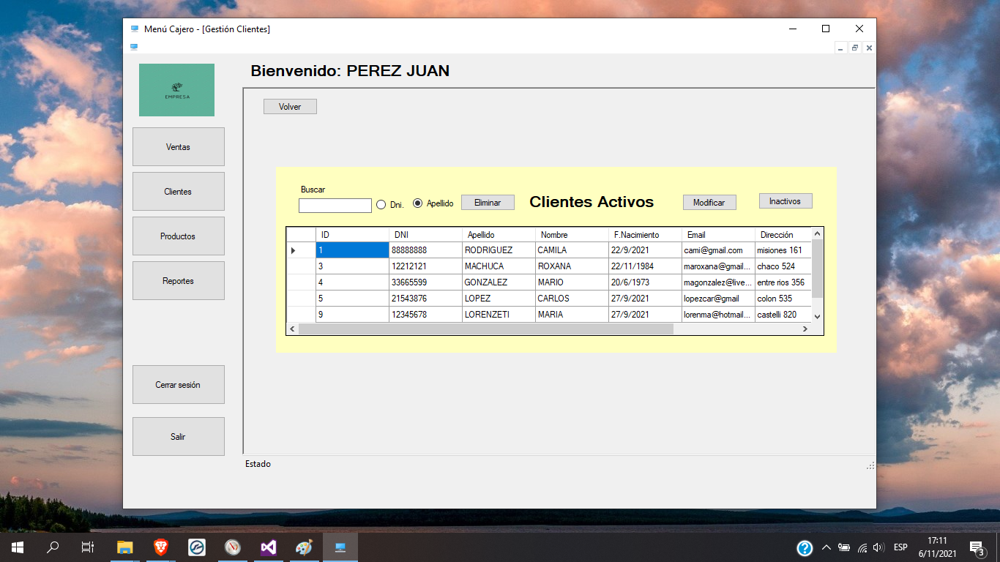 Menú Cajero - [Gestión Clientes]
EMPRESA
Bienvenido: PEREZ JUAN
Volver
Ventas
Clientes
Productos
Reportes
Cerrar sesión
Salir
Buscar
Dni.
Apellido
Eliminar
Clientes Activos
Modificar
Inactivos
ID DNI Apellido Nombre F.Nacimiento Email Dirección
1 88888888 RODRIGUEZ CAMILA 22/9/2021 cami@gmail.com misiones 161
3 12212121 MACHUCA ROXANA 22/11/1984 maroxana@gmail... chaco 524
4 33665599 GONZALEZ MARIO 20/6/1973 magonzalez@live... entre rios 356
5 21543876 LOPEZ CARLOS 27/9/2021 lopezcar@gmail colon 535
9 12345678 LORENZETI MARIA 27/9/2021 lorenma@hotmail... castelli 820
Estado
ESP
17:11
6/11/2021
3